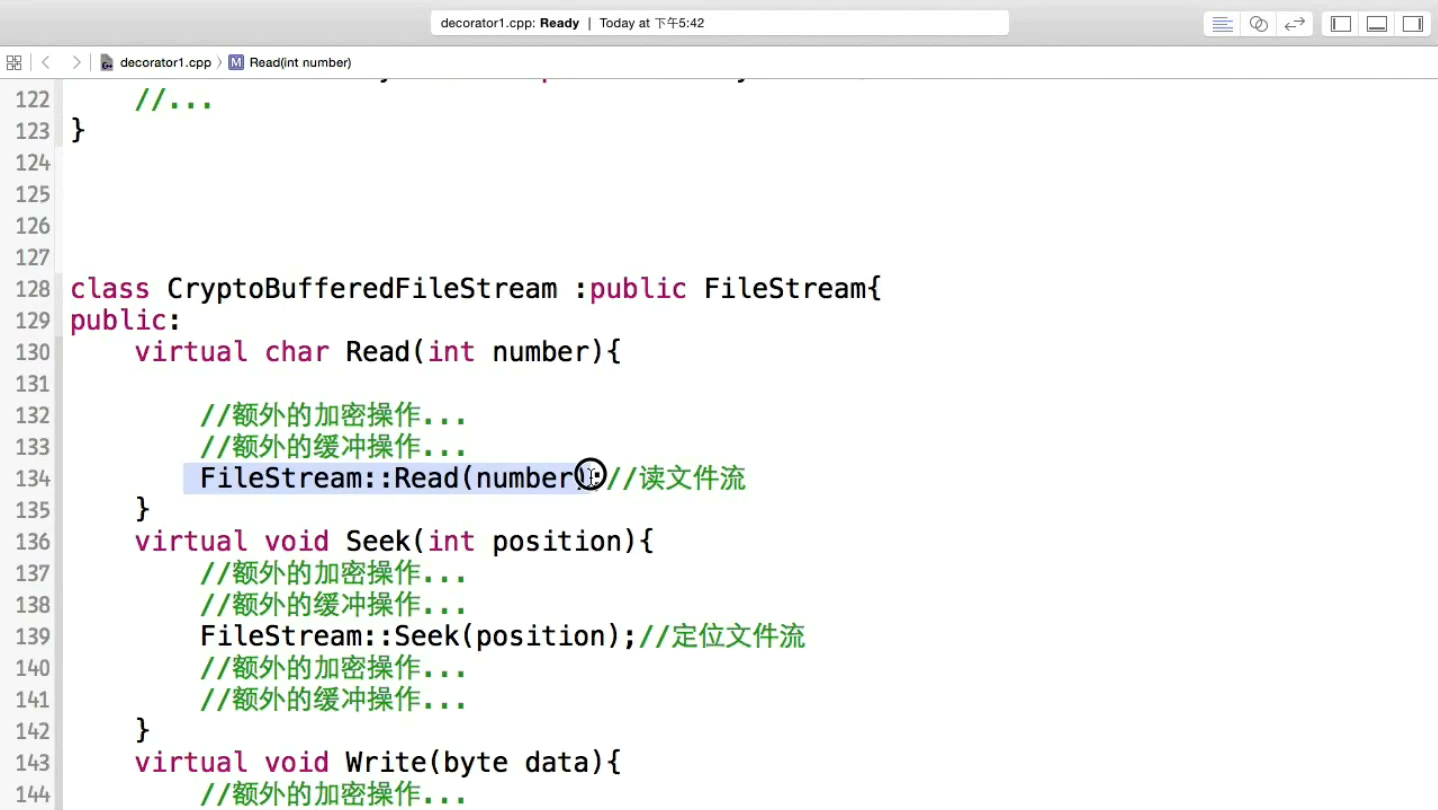 decorator1.cpp: Ready | Today at 下午5:42
decorator1.cpp 〉 M Read(int number)
122 //...
123 }
124
125
126
127
128 class CryptoBufferedFileStream :public FileStream{
129 public:
130 virtual char Read(int number){
131
132 //额外的加密操作...
133 //额外的缓冲操作...
134 FileStream::Read(number);//读文件流
135 }
136 virtual void Seek(int position){
137 //额外的加密操作...
138 //额外的缓冲操作...
139 FileStream::Seek(position);//定位文件流
140 //额外的加密操作...
141 //额外的缓冲操作...
142 }
143 virtual void Write(byte data){
144 //额外的加密操作...